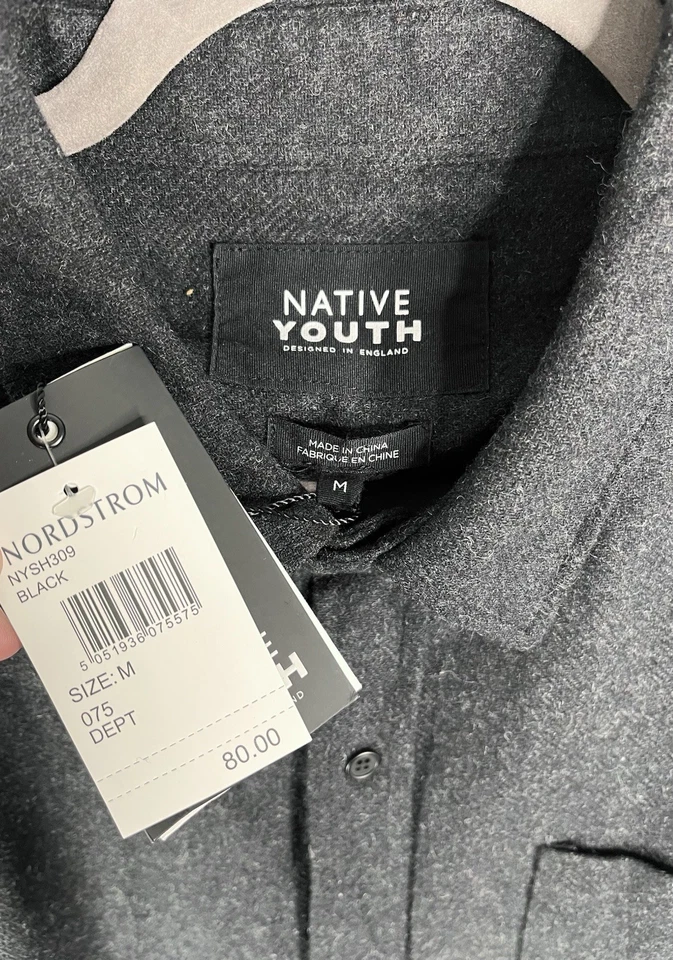 NATIVE
YOUTH
DESIGNED IN ENGLAND
MADE IN CHINA
FABRIQUE EN CHINE
M
NORDSTROM
NYSH309
BLACK
5 051936 075575
SIZE: M
075
DEPT
80.00